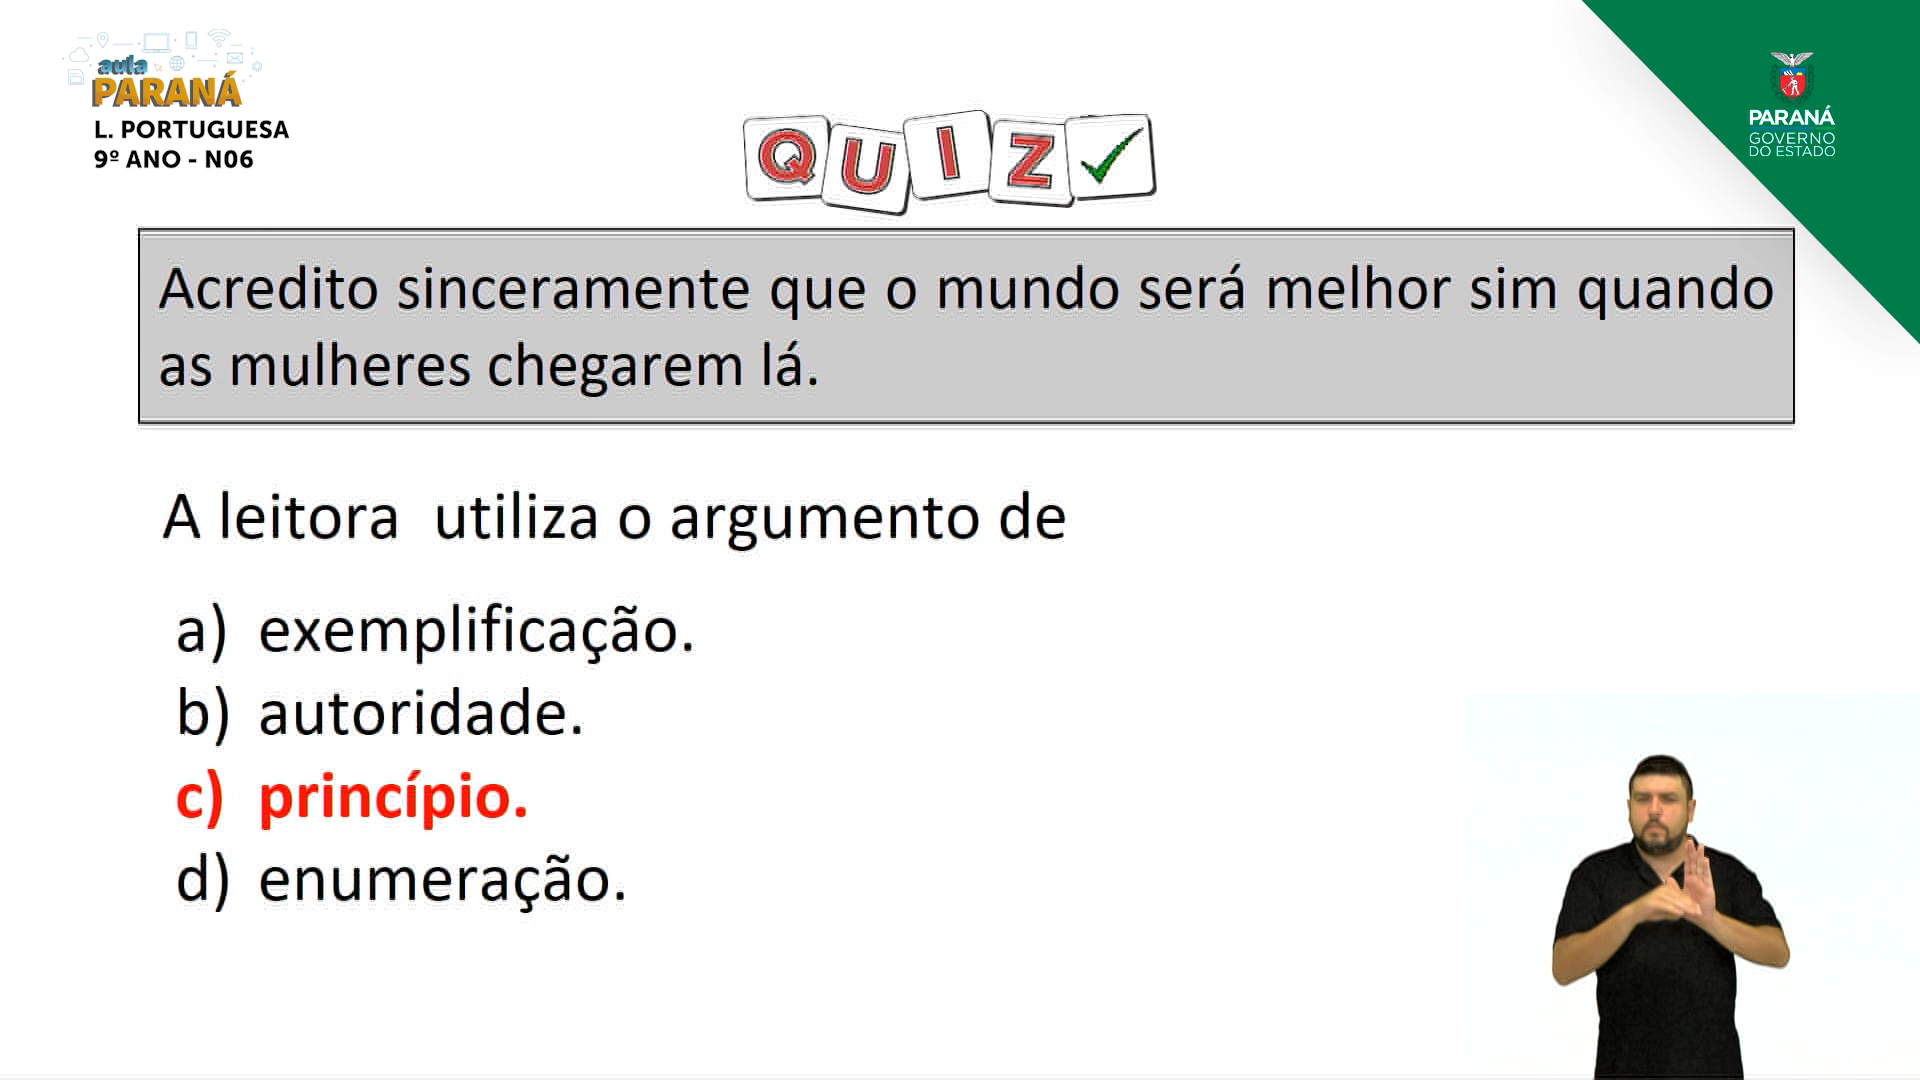 aula
PARANÁ
L. PORTUGUESA
9º ANO - N06
QUIZ
PARANÁ
GOVERNO
DO ESTADO
Acredito sinceramente que o mundo será melhor sim quando
as mulheres chegarem lá.
A leitora utiliza o argumento de
a) exemplificação.
b) autoridade.
c) princípio.
d) enumeração.